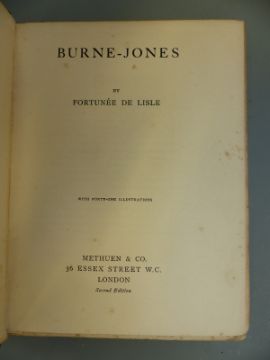 BURNE-JONES
BY
FORTUNÉE DE LISLE
WITH FORTY-ONE ILLUSTRATIONS
METHUEN & CO.
36 ESSEX STREET W.C.
LONDON
Second Edition